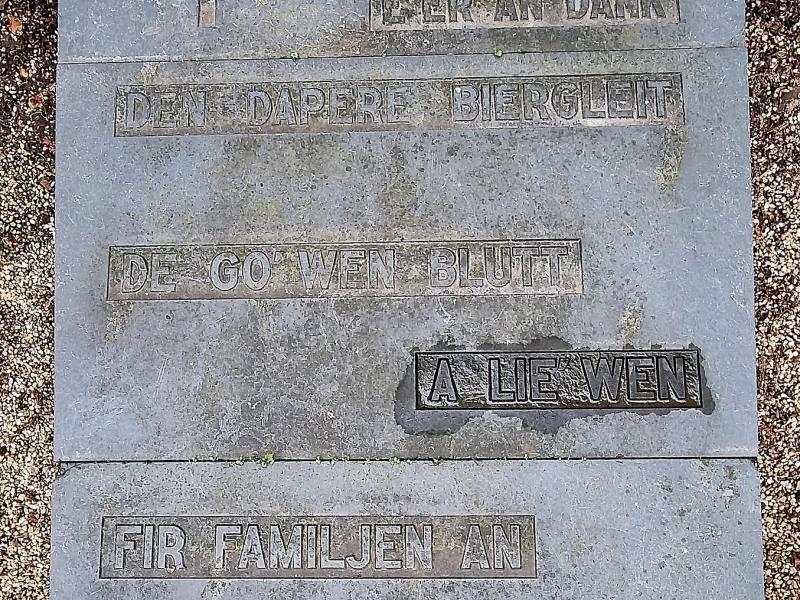 E'ER AN DANK
DEN DAPERE BIERGLEIT
DE GO'WEN BLUTT
A LIE'WEN
FIR FAMILJEN AN